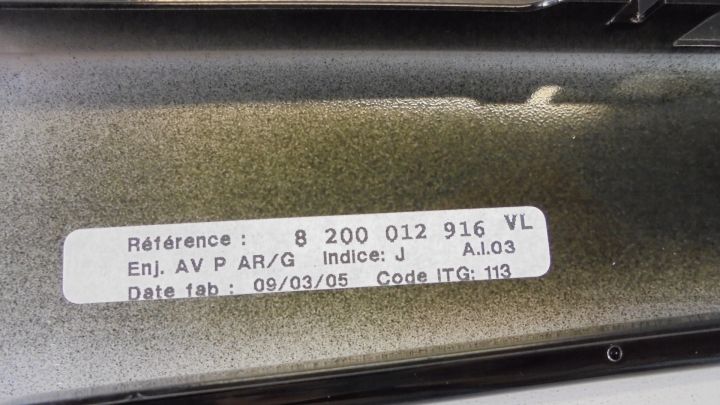 Référence : 8 200 012 916 VL
Enj. AV P AR/G Indice: J A.I.03
Date fab : 09/03/05 Code ITG: 113